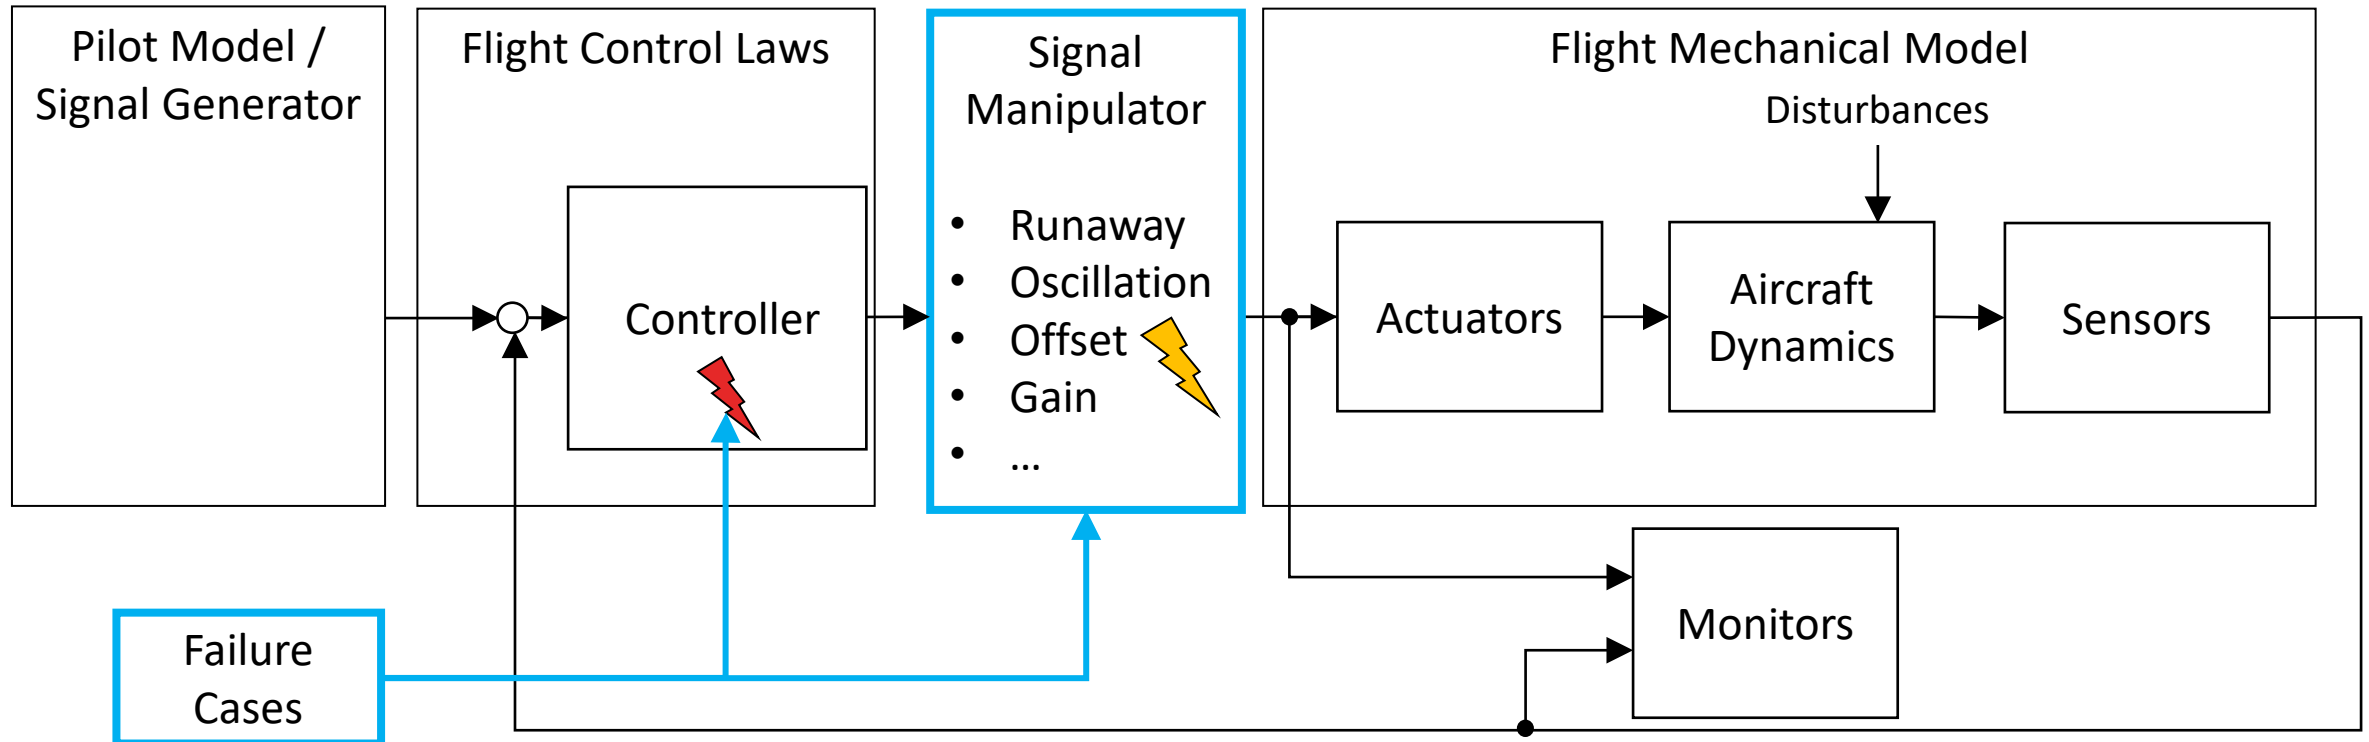 Pilot Model /
Signal Generator
Flight Control Laws
Controller
Signal
Manipulator
• Runaway
• Oscillation
• Offset
• Gain
• ...
Flight Mechanical Model
Disturbances
Actuators
Aircraft
Dynamics
Sensors
Monitors
Failure
Cases